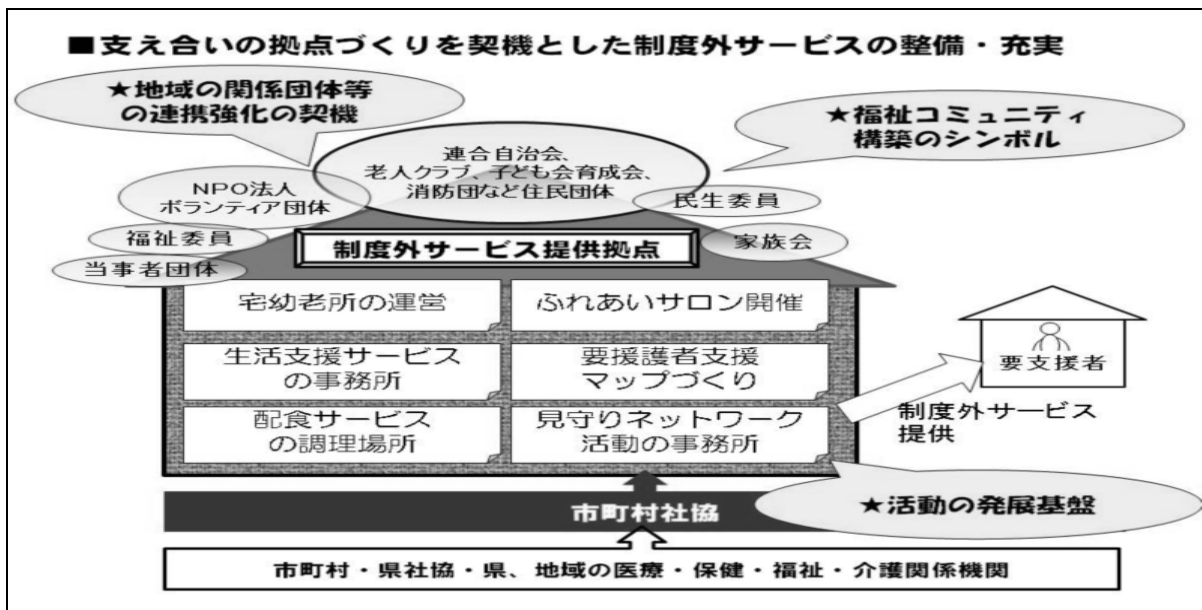 ■支え合いの拠点づくりを契機とした制度外サービスの整備・充実
★地域の関係団体等
の連携強化の契機
★福祉コミュニティ
構築のシンボル
連合自治会、
老人クラブ、子ども会育成会、
消防団など住民団体
NPO法人
ボランティア団体
民生委員
福祉委員
家族会
当事者団体
制度外サービス提供拠点
宅幼老所の運営
ふれあいサロン開催
生活支援サービス
の事務所
要援護者支援
マップづくり
配食サービス
の調理場所
見守りネットワーク
活動の事務所
要支援者
制度外サービス
提供
★活動の発展基盤
市町村社協
市町村・県社協・県、地域の医療・保健・福祉・介護関係機関